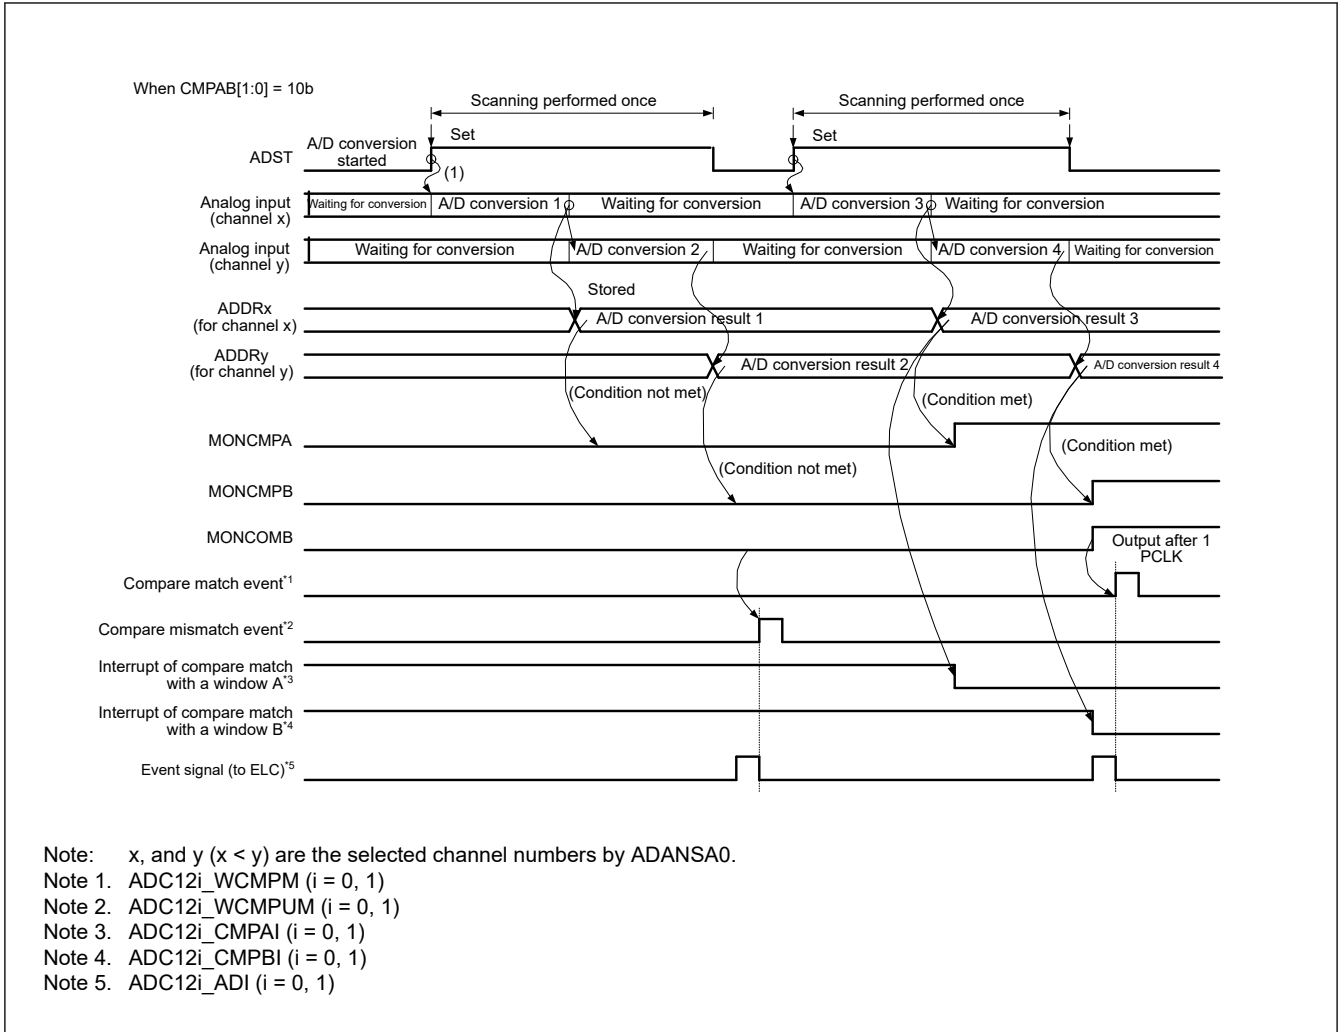 When CMPAB[1:0] = 10b
Scanning performed once
Scanning performed once
A/D conversion
started
Set
Set
ADST
(1)
Analog input
(channel x)
Waiting for conversion
A/D conversion 1
Waiting for conversion
A/D conversion 3
Waiting for conversion
Analog input
(channel y)
Waiting for conversion
A/D conversion 2
Waiting for conversion
A/D conversion 4
Waiting for conversion
Stored
ADDRx
(for channel x)
A/D conversion result 1
A/D conversion result 3
ADDRy
(for channel y)
A/D conversion result 2
A/D conversion result 4
(Condition not met)
(Condition met)
MONCMPA
(Condition met)
(Condition not met)
MONCMPB
MONCOMB
Output after 1
PCLK
Compare match event*1
Compare mismatch event*2
Interrupt of compare match
with a window A*3
Interrupt of compare match
with a window B*4
Event signal (to ELC)*5
Note: x, and y (x < y) are the selected channel numbers by ADANSA0.
Note 1. ADC12i_WCMPM (i = 0, 1)
Note 2. ADC12i_WCMPUM (i = 0, 1)
Note 3. ADC12i_CMPAI (i = 0, 1)
Note 4. ADC12i_CMPBI (i = 0, 1)
Note 5. ADC12i_ADI (i = 0, 1)